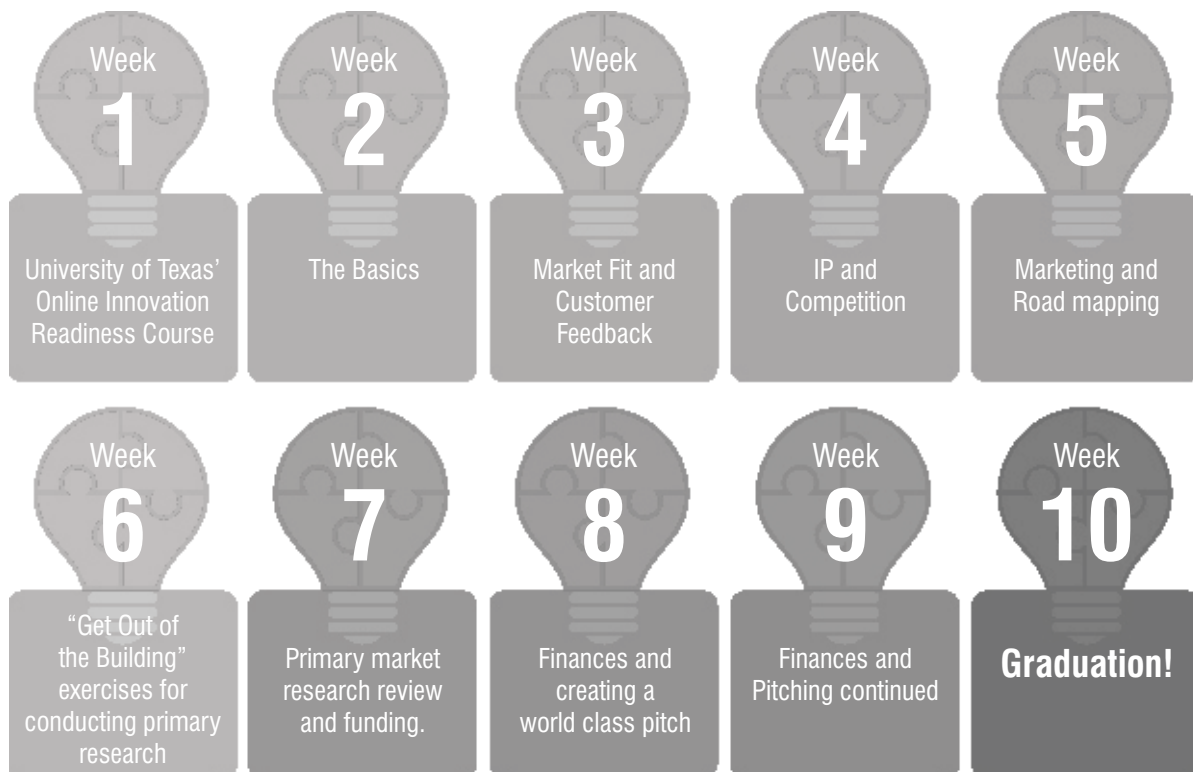 Week
1
University of Texas’
Online Innovation
Readiness Course
Week
2
The Basics
Week
3
Market Fit and
Customer
Feedback
Week
4
IP and
Competition
Week
5
Marketing and
Road mapping
Week
6
“Get Out of
the Building”
exercises for
conducting primary
research
Week
7
Primary market
research review
and funding.
Week
8
Finances and
creating a
world class pitch
Week
9
Finances and
Pitching continued
Week
10
Graduation!